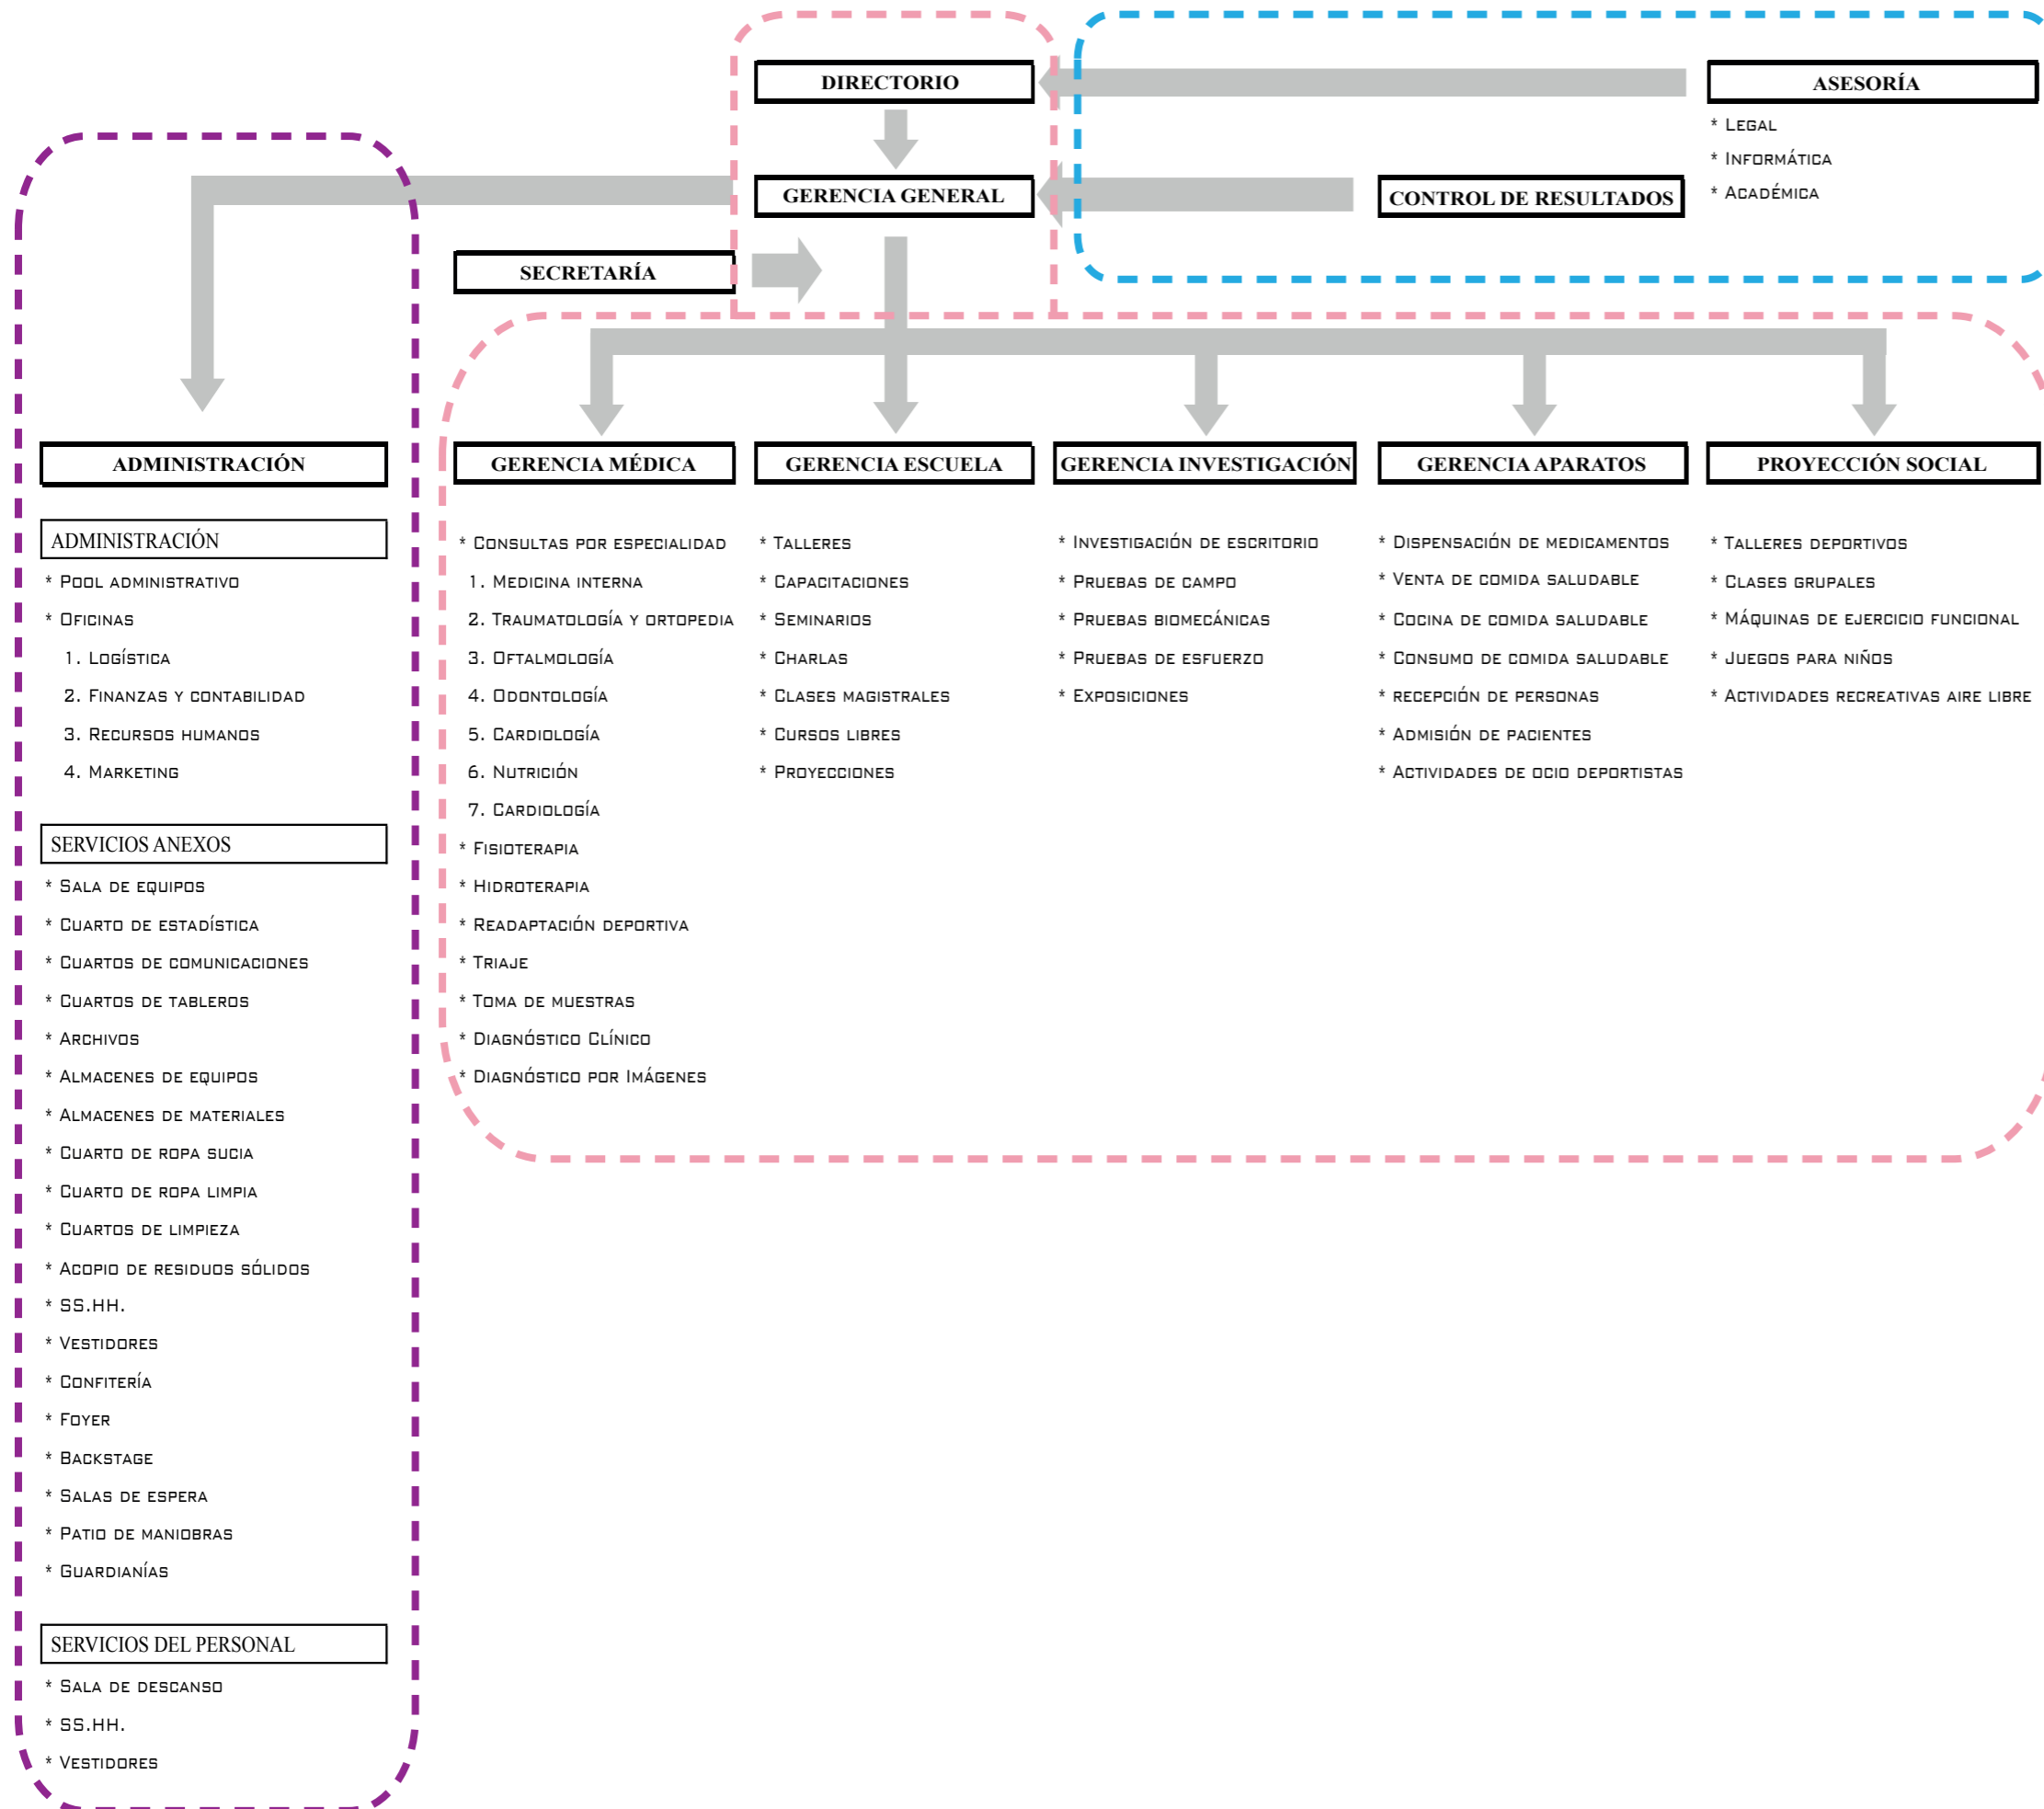 DIRECTORIO
ASESORÍA
* Legal
* Informática
* Académica
GERENCIA GENERAL
CONTROL DE RESULTADOS
SECRETARÍA
ADMINISTRACIÓN
ADMINISTRACIÓN
* Pool administrativo
* Oficinas
1. Logística
2. Finanzas y contabilidad
3. Recursos humanos
4. Marketing
SERVICIOS ANEXOS
* Sala de equipos
* Cuarto de estadística
* Cuartos de comunicaciones
* Cuartos de tableros
* Archivos
* Almacenes de equipos
* Almacenes de materiales
* Cuarto de ropa sucia
* Cuarto de ropa limpia
* Cuartos de limpieza
* Acopio de residuos sólidos
* SS.HH.
* Vestidores
* Confitería
* Foyer
* Backstage
* Salas de espera
* Patio de maniobras
* Guardianías
SERVICIOS DEL PERSONAL
* Sala de descanso
* SS.HH.
* Vestidores
GERENCIA MÉDICA
* Consultas por especialidad
1. Medicina interna
2. Traumatología y ortopedia
3. Oftalmología
4. Odontología
5. Cardiología
6. Nutrición
7. Cardiología
* Fisioterapia
* Hidroterapia
* Readaptación deportiva
* Triaje
* Toma de muestras
* Diagnóstico Clínico
* Diagnóstico por Imágenes
GERENCIA ESCUELA
* Talleres
* Capacitaciones
* Seminarios
* Charlas
* Clases magistrales
* Cursos libres
* Proyecciones
GERENCIA INVESTIGACIÓN
* Investigación de escritorio
* Pruebas de campo
* Pruebas biomecánicas
* Pruebas de esfuerzo
* Exposiciones
GERENCIA APARATOS
* Dispensación de medicamentos
* Venta de comida saludable
* Cocina de comida saludable
* Consumo de comida saludable
* recepción de personas
* Admisión de pacientes
* Actividades de ocio deportistas
PROYECCIÓN SOCIAL
* Talleres deportivos
* Clases grupales
* Máquinas de ejercicio funcional
* Juegos para niños
* Actividades recreativas aire libre